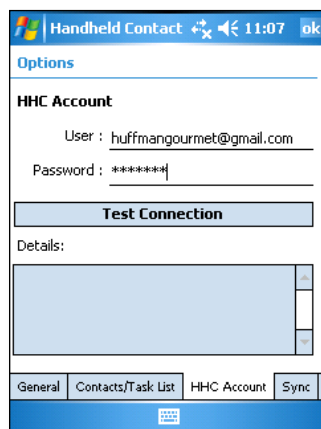 Handheld Contact 11:07 ok
Options
HHC Account
User : huffmangourmet@gmail.com
Password : *******
Test Connection
Details:
General Contacts/Task List HHC Account Sync